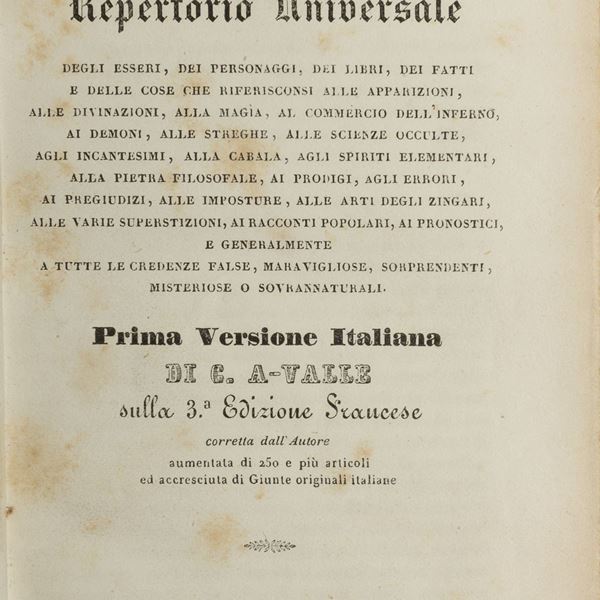 Repertorio Universale
DEGLI ESSERI, DEI PERSONAGGI, DEI LIBRI, DEI FATTI
E DELLE COSE CHE RIFERISCONSI ALLE APPARIZIONI,
ALLE DIVINAZIONI, ALLA MAGÌA, AL COMMERCIO DELL'INFERNO,
AI DEMONI, ALLE STREGHE, ALLE SCIENZE OCCULTE,
AGLI INCANTESIMI, ALLA CABALA, AGLI SPIRITI ELEMENTARI,
ALLA PIETRA FILOSOFALE, AI PRODIGI, AGLI ERRORI,
AI PREGIUDIZI, ALLE IMPOSTURE, ALLE ARTI DEGLI ZINGARI,
ALLE VARIE SUPERSTIZIONI, AI RACCONTI POPOLARI, AI PRONOSTICI,
E GENERALMENTE
A TUTTE LE CREDENZE FALSE, MARAVIGLIOSE, SORPRENDENTI,
MISTERIOSE O SOVRANNATURALI.
Prima Versione Italiana
DI C. A-VALLE
sulla 3.ª Edizione Francese
corretta dall'Autore
aumentata di 250 e più articoli
ed accresciuta di Giunte originali italiane